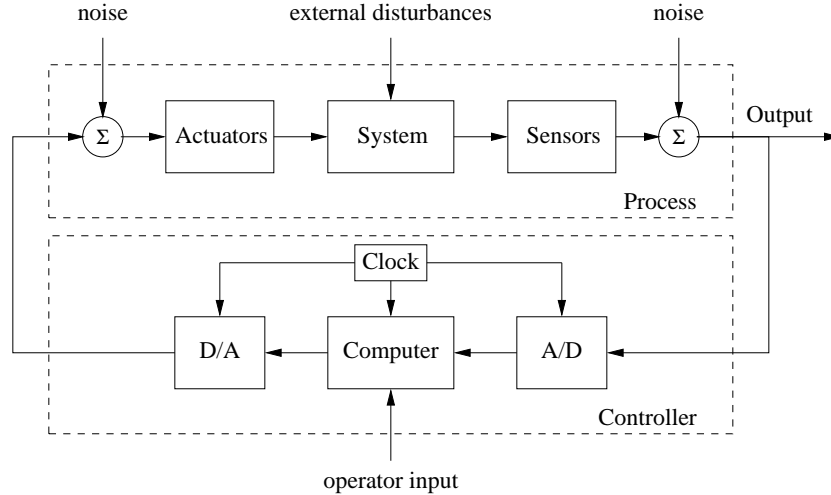 noise
external disturbances
noise
Σ
Actuators
System
Sensors
Σ
Output
Process
Clock
D/A
Computer
A/D
Controller
operator input